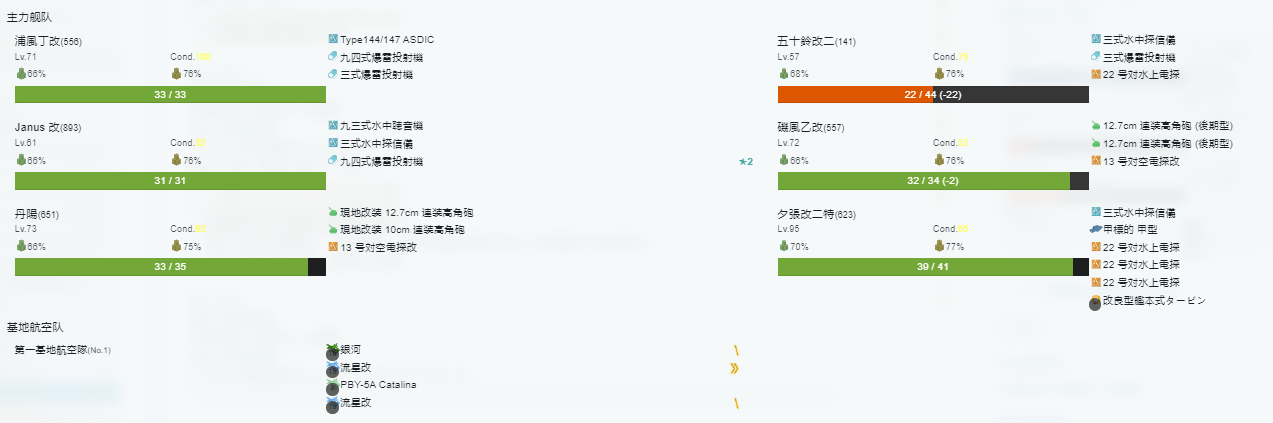 主力舰队
浦風丁改(556)
Lv.71 Cond.100
66% 76%
33 / 33
Type144/147 ASDIC
九四式爆雷投射機
三式爆雷投射機
五十鈴改二(141)
Lv.57 Cond.
68% 76%
22 / 44 (-22)
三式水中探信儀
三式爆雷投射機
22 号対水上電探
Janus 改(893)
Lv.61 Cond.
66% 76%
31 / 31
九三式水中聴音機
三式水中探信儀
九四式爆雷投射機
★2
磯風乙改(557)
Lv.72 Cond.
66% 76%
32 / 34 (-2)
12.7cm 連装高角砲 (後期型)
12.7cm 連装高角砲 (後期型)
13 号対空電探改
丹陽(651)
Lv.73 Cond.
66% 75%
33 / 35
現地改装 12.7cm 連装高角砲
現地改装 10cm 連装高角砲
13 号対空電探改
夕張改二特(623)
Lv.95 Cond.
70% 77%
39 / 41
三式水中探信儀
甲標的 甲型
22 号対水上電探
22 号対水上電探
22 号対水上電探
改良型艦本式タービン
基地航空队
第一基地航空隊(No.1)
銀河
流星改
PBY-5A Catalina
流星改